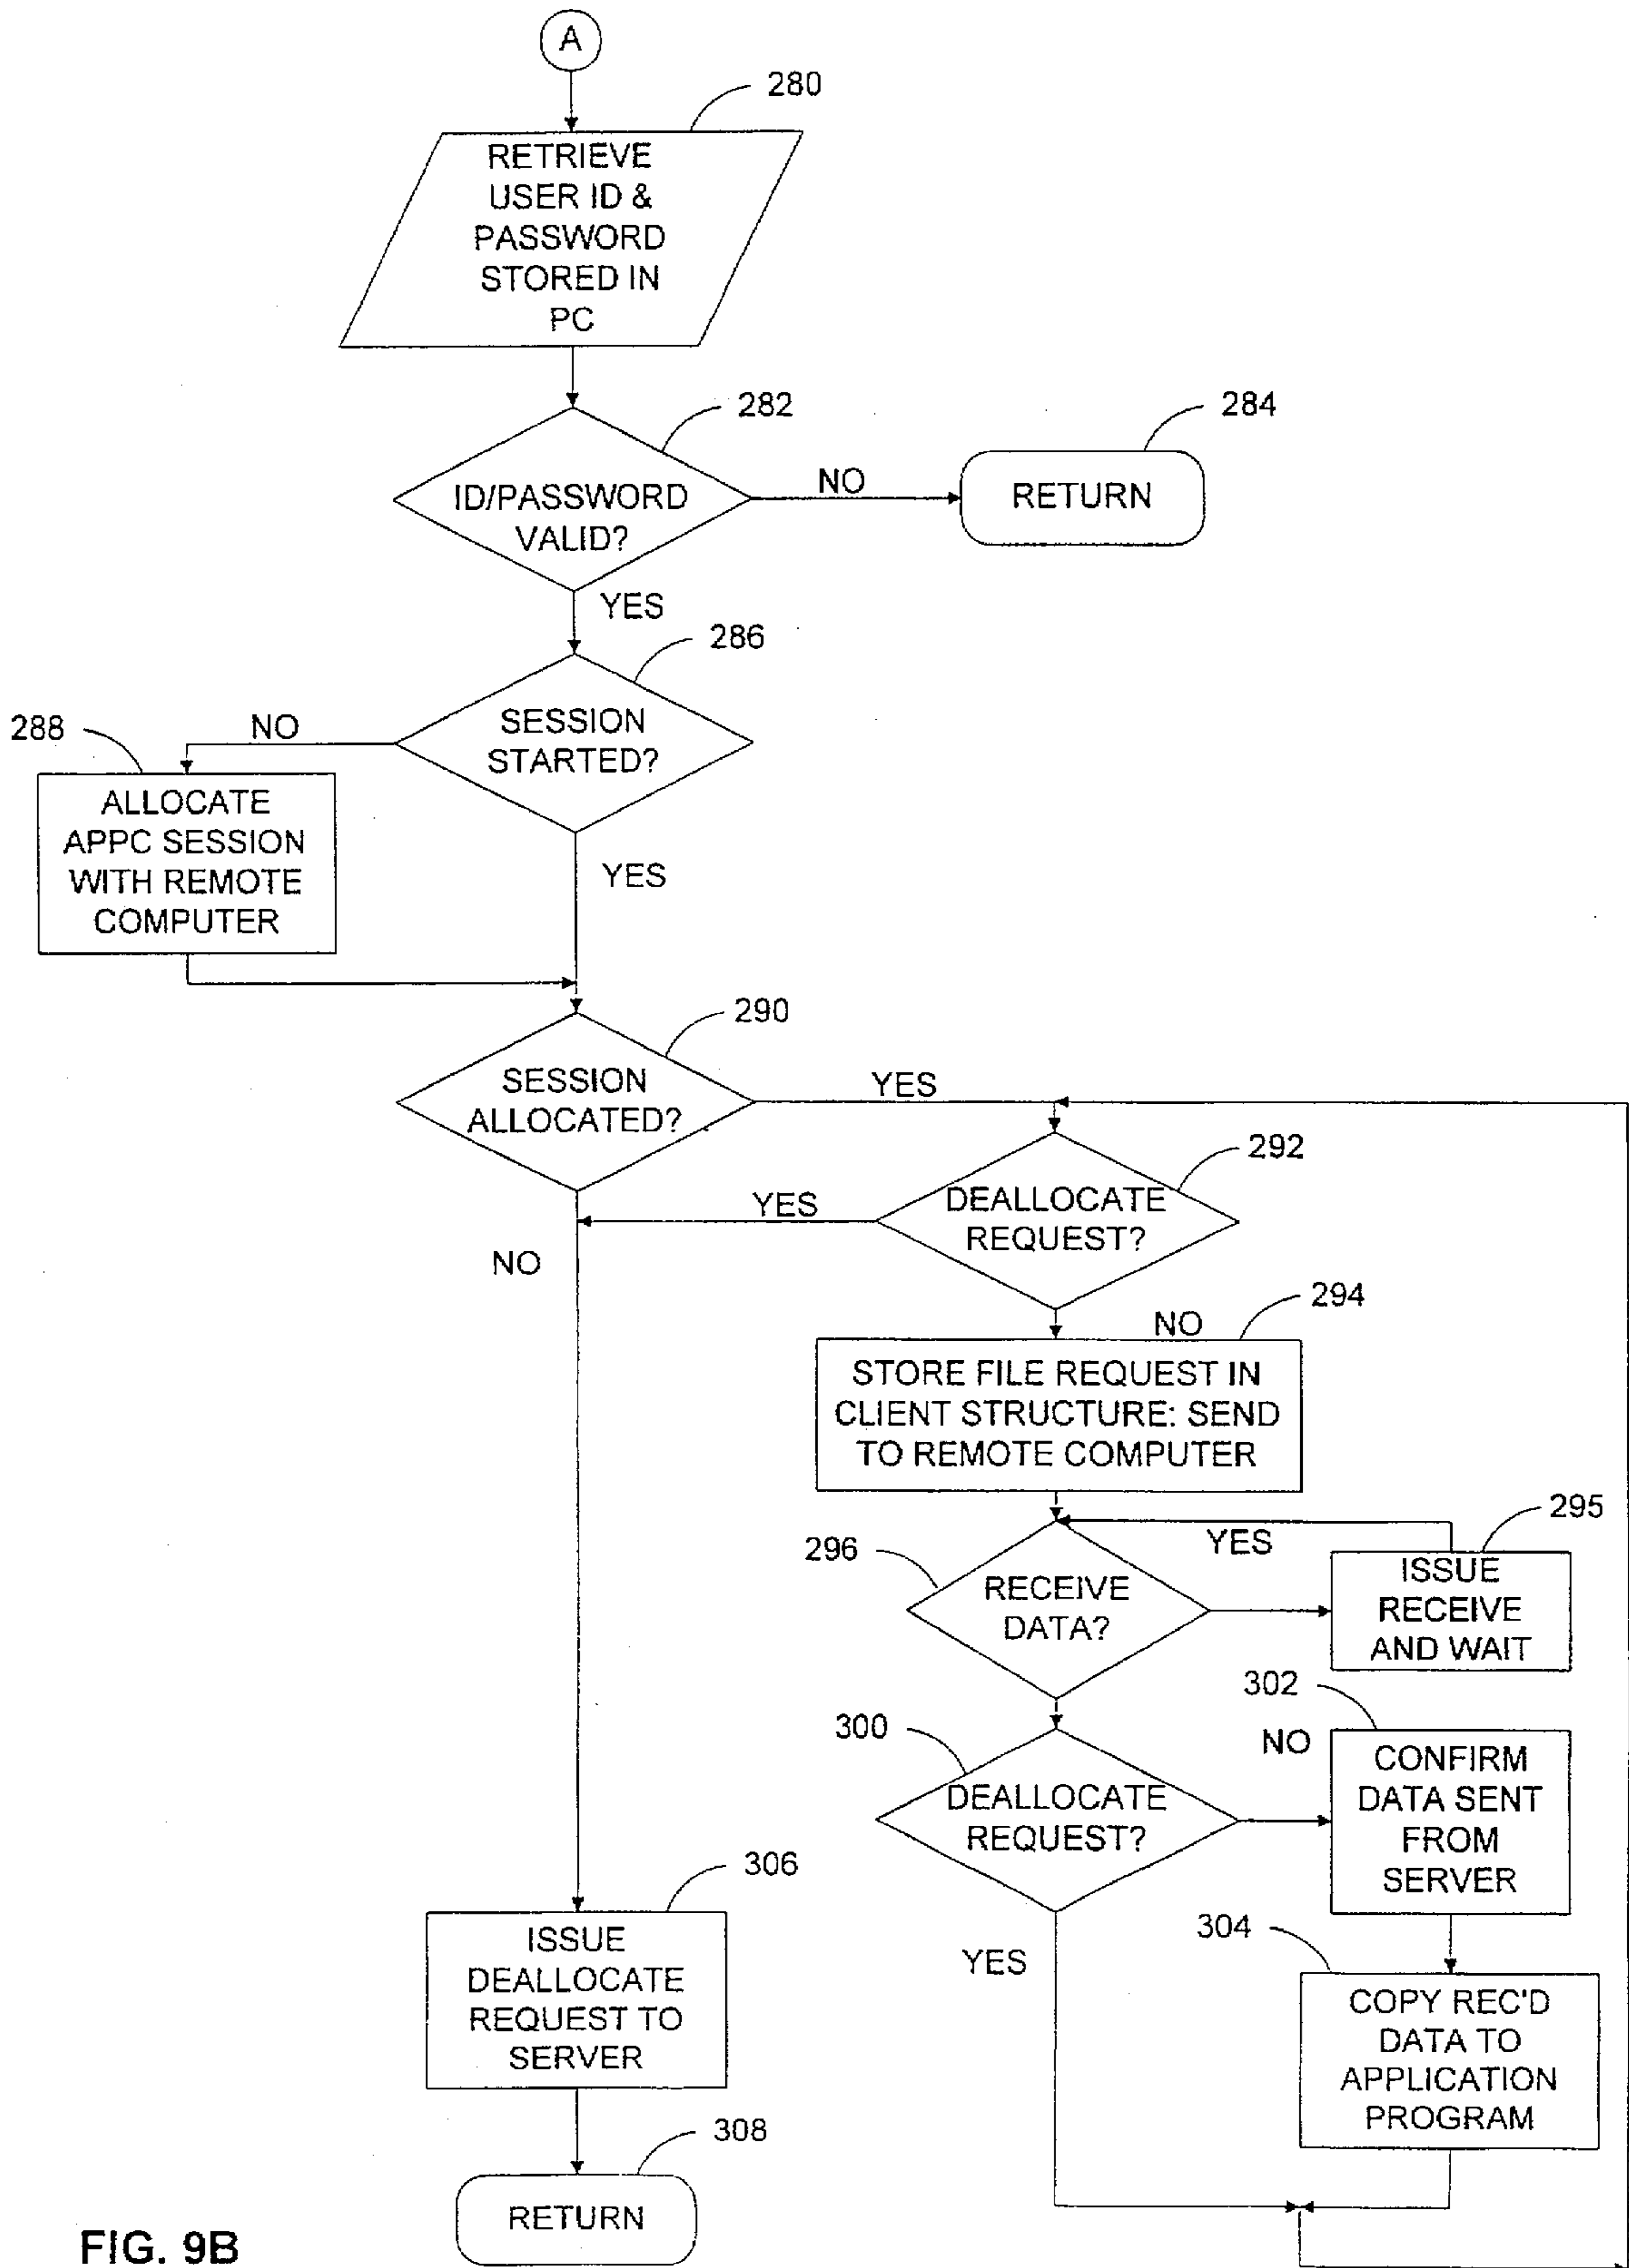 A
280
RETRIEVE
USER ID &
PASSWORD
STORED IN
PC
282
ID/PASSWORD
VALID?
NO
284
RETURN
YES
286
SESSION
STARTED?
NO
288
ALLOCATE
APPC SESSION
WITH REMOTE
COMPUTER
YES
290
SESSION
ALLOCATED?
YES
292
DEALLOCATE
REQUEST?
YES
NO
NO
294
STORE FILE REQUEST IN
CLIENT STRUCTURE: SEND
TO REMOTE COMPUTER
295
YES
ISSUE
RECEIVE
AND WAIT
296
RECEIVE
DATA?
300
DEALLOCATE
REQUEST?
302
NO
CONFIRM
DATA SENT
FROM
SERVER
304
YES
COPY REC'D
DATA TO
APPLICATION
PROGRAM
306
ISSUE
DEALLOCATE
REQUEST TO
SERVER
308
RETURN
FIG. 9B